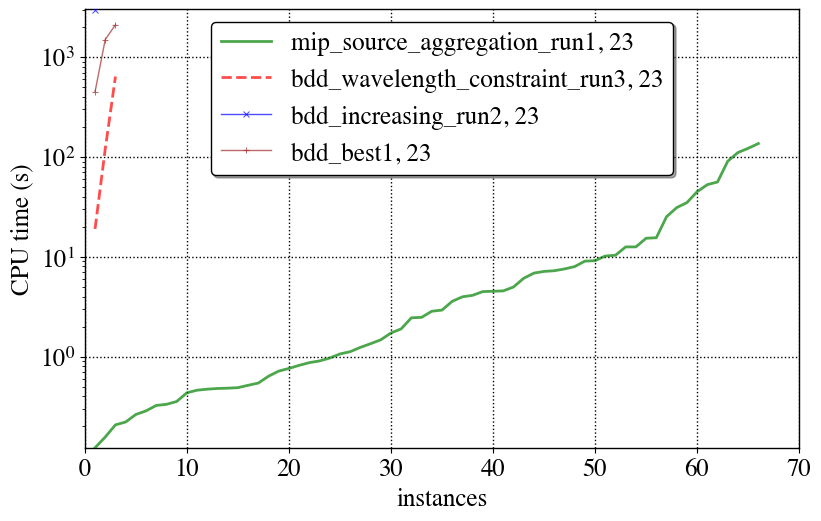 mip_source_aggregation_run1, 23
bdd_wavelength_constraint_run3, 23
bdd_increasing_run2, 23
bdd_best1, 23
CPU time (s)
10³
10²
10¹
10⁰
0 10 20 30 40 50 60 70
instances